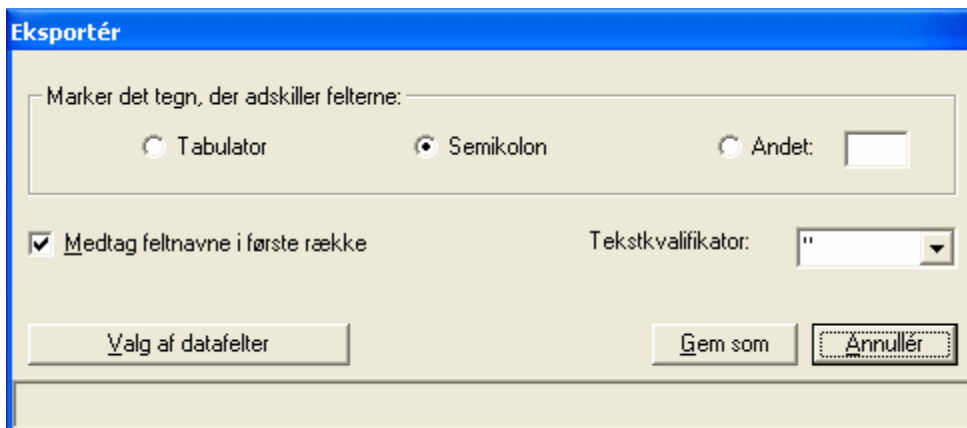 Eksportér
Marker det tegn, der adskiller felterne:
Tabulator Semikolon Andet:
Medtag feltnavne i første række Tekstkvalifikator: "
Valg af datafelter Gem som Annullér